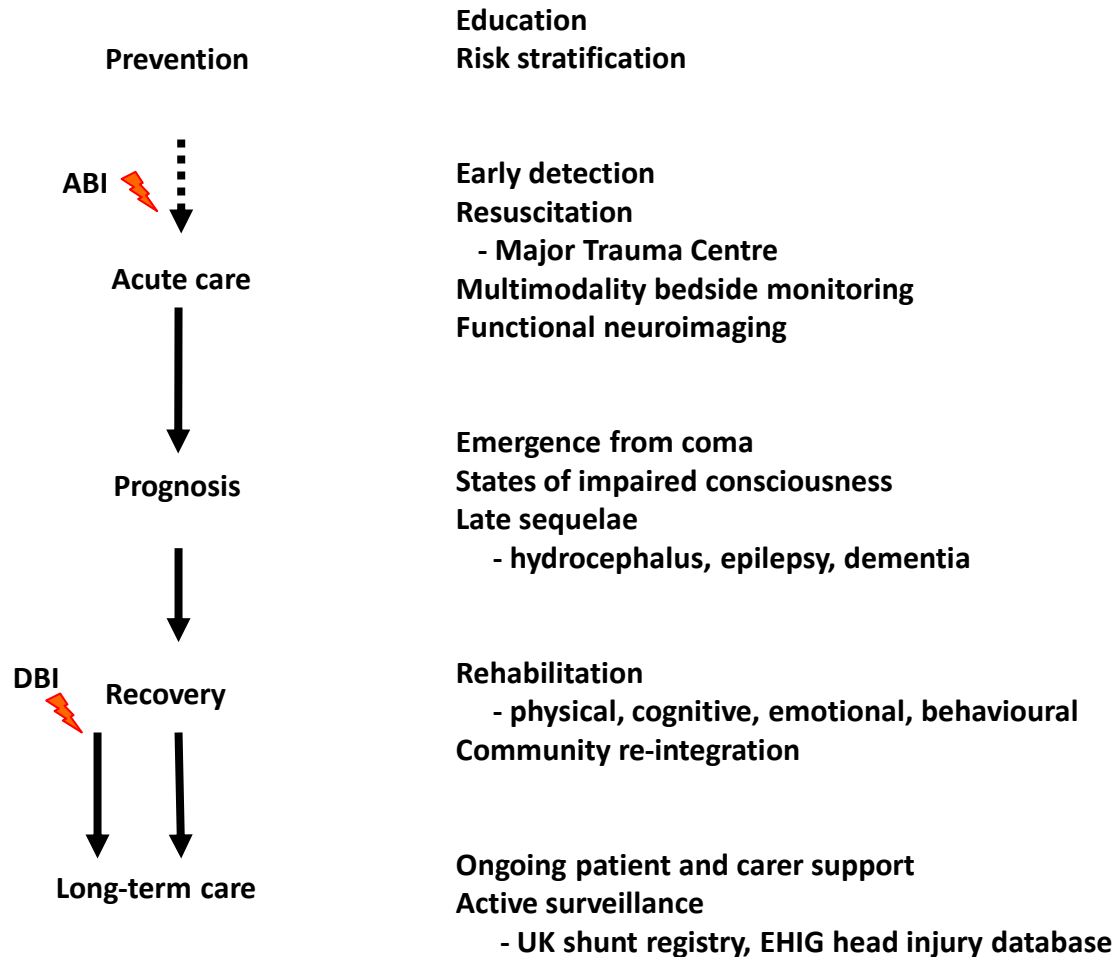 Prevention
Education
Risk stratification
ABI
Acute care
Early detection
Resuscitation
- Major Trauma Centre
Multimodality bedside monitoring
Functional neuroimaging
Prognosis
Emergence from coma
States of impaired consciousness
Late sequelae
- hydrocephalus, epilepsy, dementia
DBI
Recovery
Rehabilitation
- physical, cognitive, emotional, behavioural
Community re-integration
Long-term care
Ongoing patient and carer support
Active surveillance
- UK shunt registry, EHIG head injury database